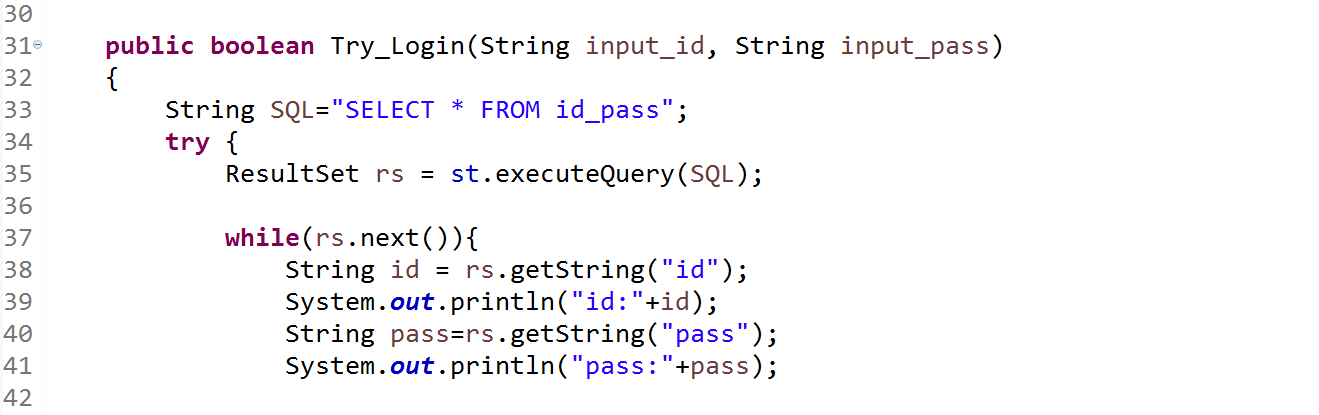 30
31 public boolean Try_Login(String input_id, String input_pass)
32 {
33 String SQL="SELECT * FROM id_pass";
34 try {
35 ResultSet rs = st.executeQuery(SQL);
36
37 while(rs.next()){
38 String id = rs.getString("id");
39 System.out.println("id:"+id);
40 String pass=rs.getString("pass");
41 System.out.println("pass:"+pass);
42